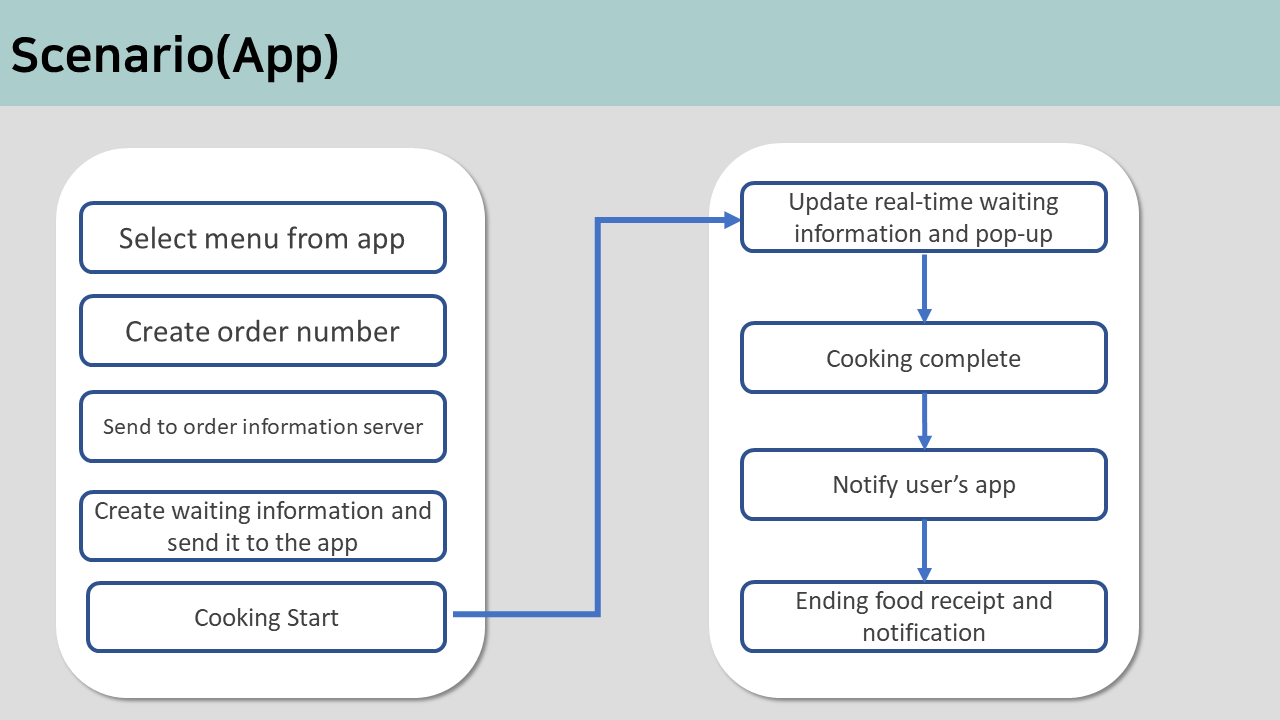 Scenario(App)
Select menu from app
Create order number
Send to order information server
Create waiting information and
send it to the app
Cooking Start
Update real-time waiting
information and pop-up
Cooking complete
Notify user’s app
Ending food receipt and
notification